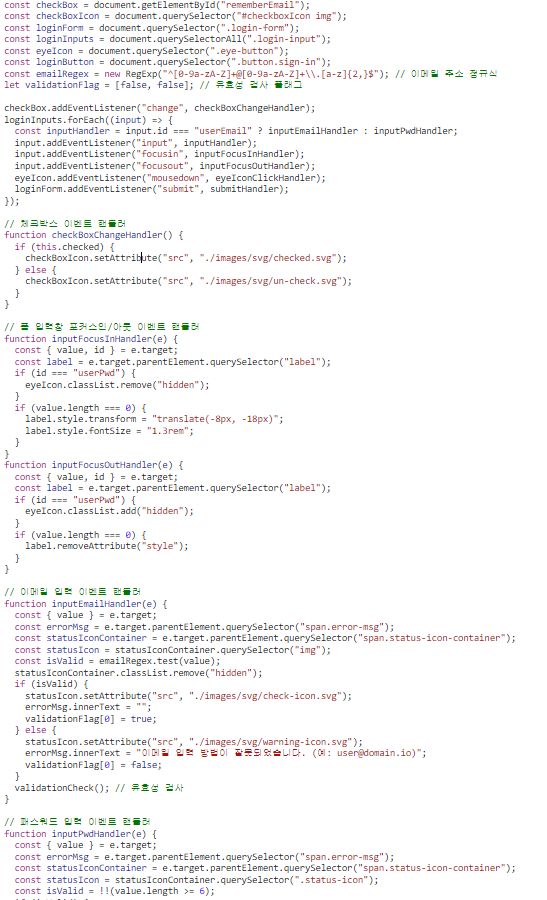 const checkBox = document.getElementById("rememberEmail");
const checkBoxIcon = document.querySelector("#checkboxIcon img");
const loginForm = document.querySelector(".login-form");
const loginInputs = document.querySelectorAll(".login-input");
const eyeIcon = document.querySelector(".eye-button");
const loginButton = document.querySelector(".button.sign-in");
const emailRegex = new RegExp("^[0-9a-zA-Z]+@[0-9a-zA-Z]+\\.[a-z]{2,}$"); // 이메일 주소 정규식
let validationFlag = [false, false]; // 유효성 검사 플래그

checkBox.addEventListener("change", checkBoxChangeHandler);
loginInputs.forEach((input) => {
  const inputHandler = input.id === "userEmail" ? inputEmailHandler : inputPwdHandler;
  input.addEventListener("input", inputHandler);
  input.addEventListener("focusin", inputFocusInHandler);
  input.addEventListener("focusout", inputFocusOutHandler);
  eyeIcon.addEventListener("mousedown", eyeIconClickHandler);
  loginForm.addEventListener("submit", submitHandler);
});

// 체크박스 이벤트 핸들러
function checkBoxChangeHandler() {
  if (this.checked) {
    checkBoxIcon.setAttribute("src", "./images/svg/checked.svg");
  } else {
    checkBoxIcon.setAttribute("src", "./images/svg/un-check.svg");
  }
}

// 폼 입력창 포커스인/아웃 이벤트 핸들러
function inputFocusInHandler(e) {
  const { value, id } = e.target;
  const label = e.target.parentElement.querySelector("label");
  if (id === "userPwd") {
    eyeIcon.classList.remove("hidden");
  }
  if (value.length === 0) {
    label.style.transform = "translate(-8px, -18px)";
    label.style.fontSize = "1.3rem";
  }
}
function inputFocusOutHandler(e) {
  const { value, id } = e.target;
  const label = e.target.parentElement.querySelector("label");
  if (id === "userPwd") {
    eyeIcon.classList.add("hidden");
  }
  if (value.length === 0) {
    label.removeAttribute("style");
  }
}

// 이메일 입력 이벤트 핸들러
function inputEmailHandler(e) {
  const { value } = e.target;
  const errorMsg = e.target.parentElement.querySelector("span.error-msg");
  const statusIconContainer = e.target.parentElement.querySelector("span.status-icon-container");
  const statusIcon = statusIconContainer.querySelector("img");
  const isValid = emailRegex.test(value);
  statusIconContainer.classList.remove("hidden");
  if (isValid) {
    statusIcon.setAttribute("src", "./images/svg/check-icon.svg");
    errorMsg.innerText = "";
    validationFlag[0] = true;
  } else {
    statusIcon.setAttribute("src", "./images/svg/warning-icon.svg");
    errorMsg.innerText = "이메일 입력 방법이 잘못되었습니다. (예: user@domain.io)";
    validationFlag[0] = false;
  }
  validationCheck(); // 유효성 검사
}

// 패스워드 입력 이벤트 핸들러
function inputPwdHandler(e) {
  const { value } = e.target;
  const errorMsg = e.target.parentElement.querySelector("span.error-msg");
  const statusIconContainer = e.target.parentElement.querySelector("span.status-icon-container");
  const statusIcon = statusIconContainer.querySelector(".status-icon");
  const isValid = !!(value.length >= 6);